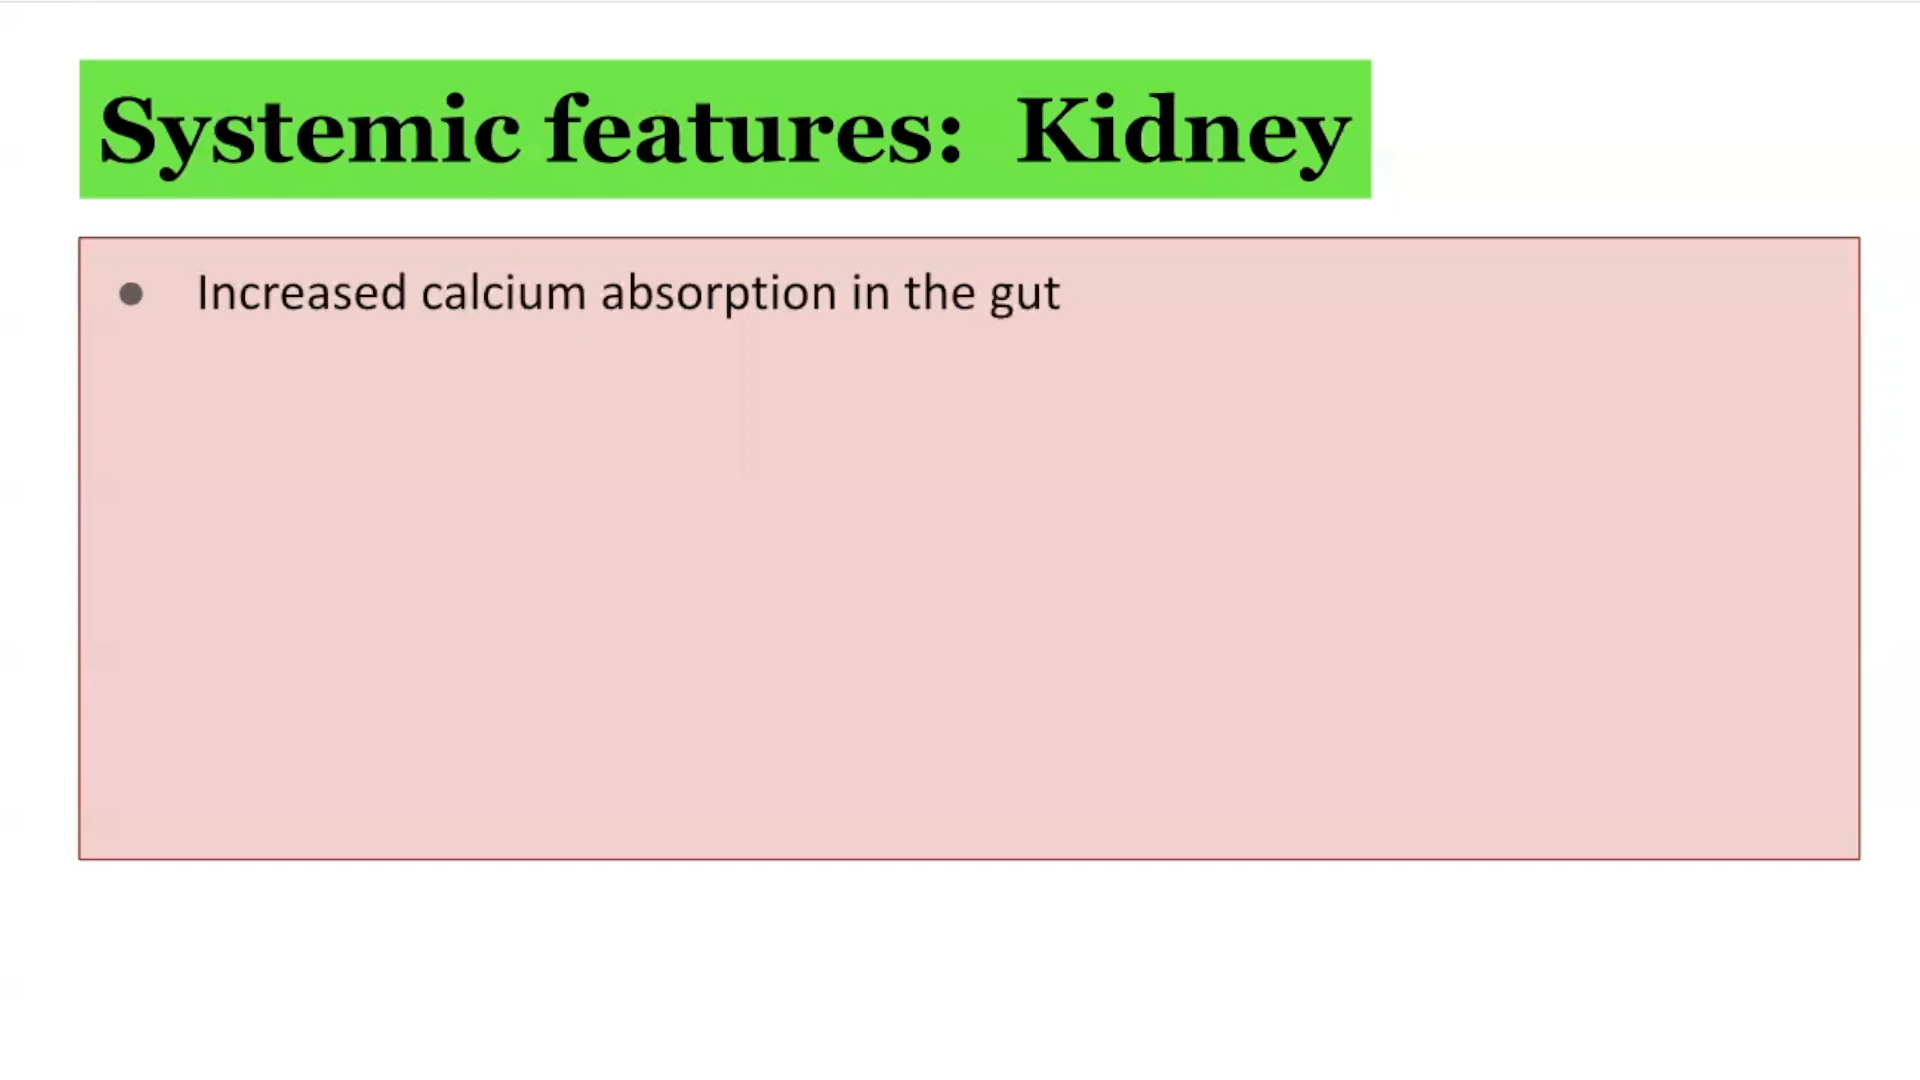 Systemic features:  Kidney
● Increased calcium absorption in the gut